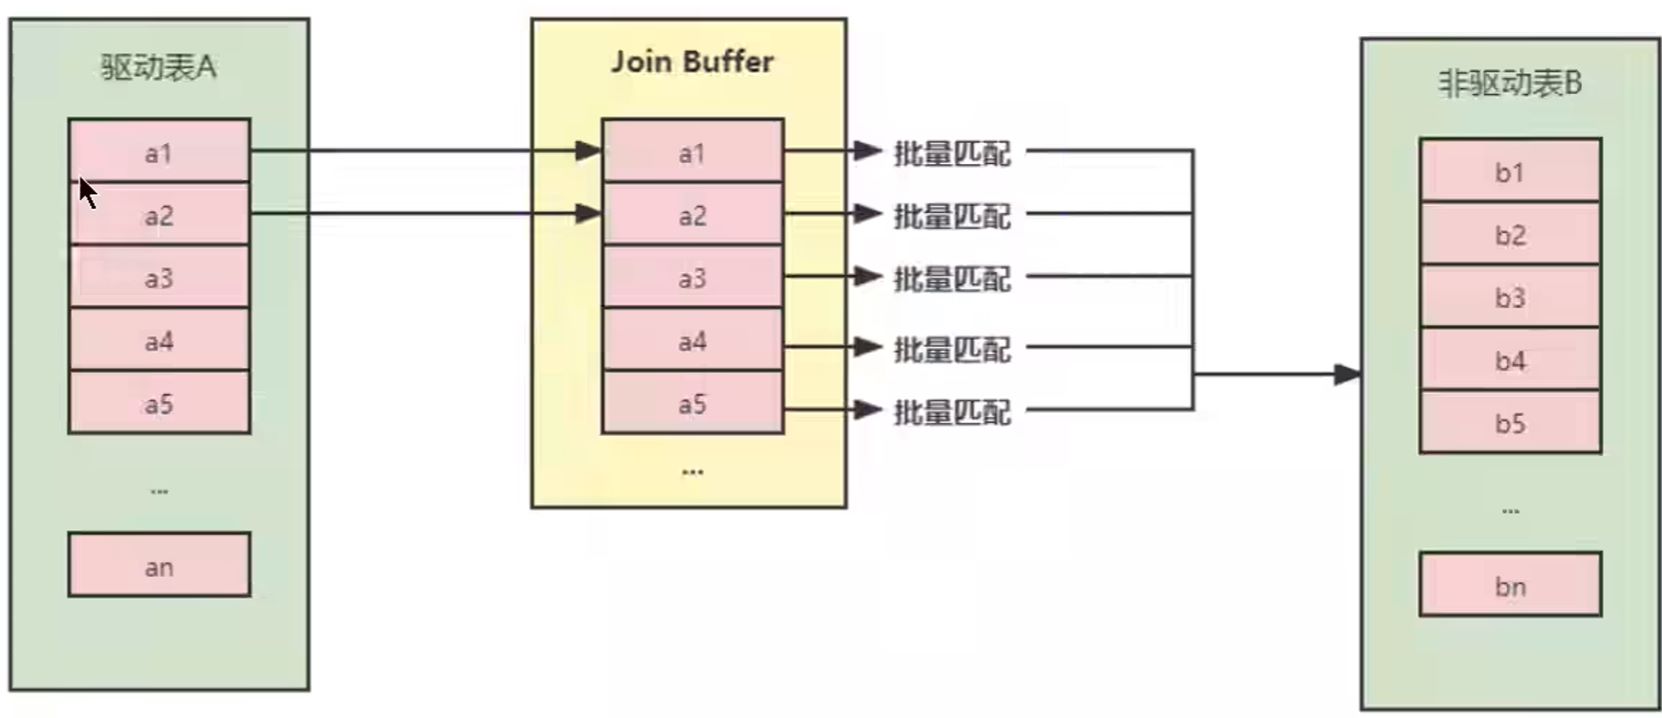 驱动表A
a1
a2
a3
a4
a5
...
an
Join Buffer
a1
a2
a3
a4
a5
...
批量匹配
批量匹配
批量匹配
批量匹配
批量匹配
非驱动表B
b1
b2
b3
b4
b5
...
bn